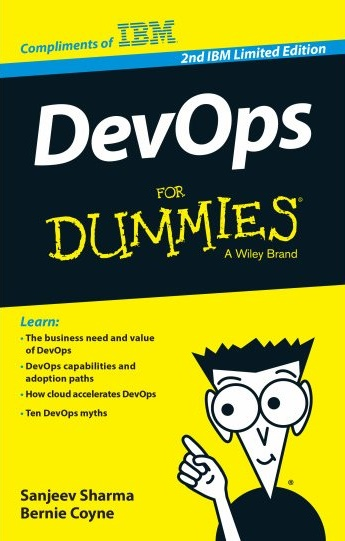 Compliments of IBM
2nd IBM Limited Edition
DevOps
FOR
DUMMIES®
A Wiley Brand
Learn:
• The business need and value
of DevOps
• DevOps capabilities and
adoption paths
• How cloud accelerates DevOps
• Ten DevOps myths
®
Sanjeev Sharma
Bernie Coyne